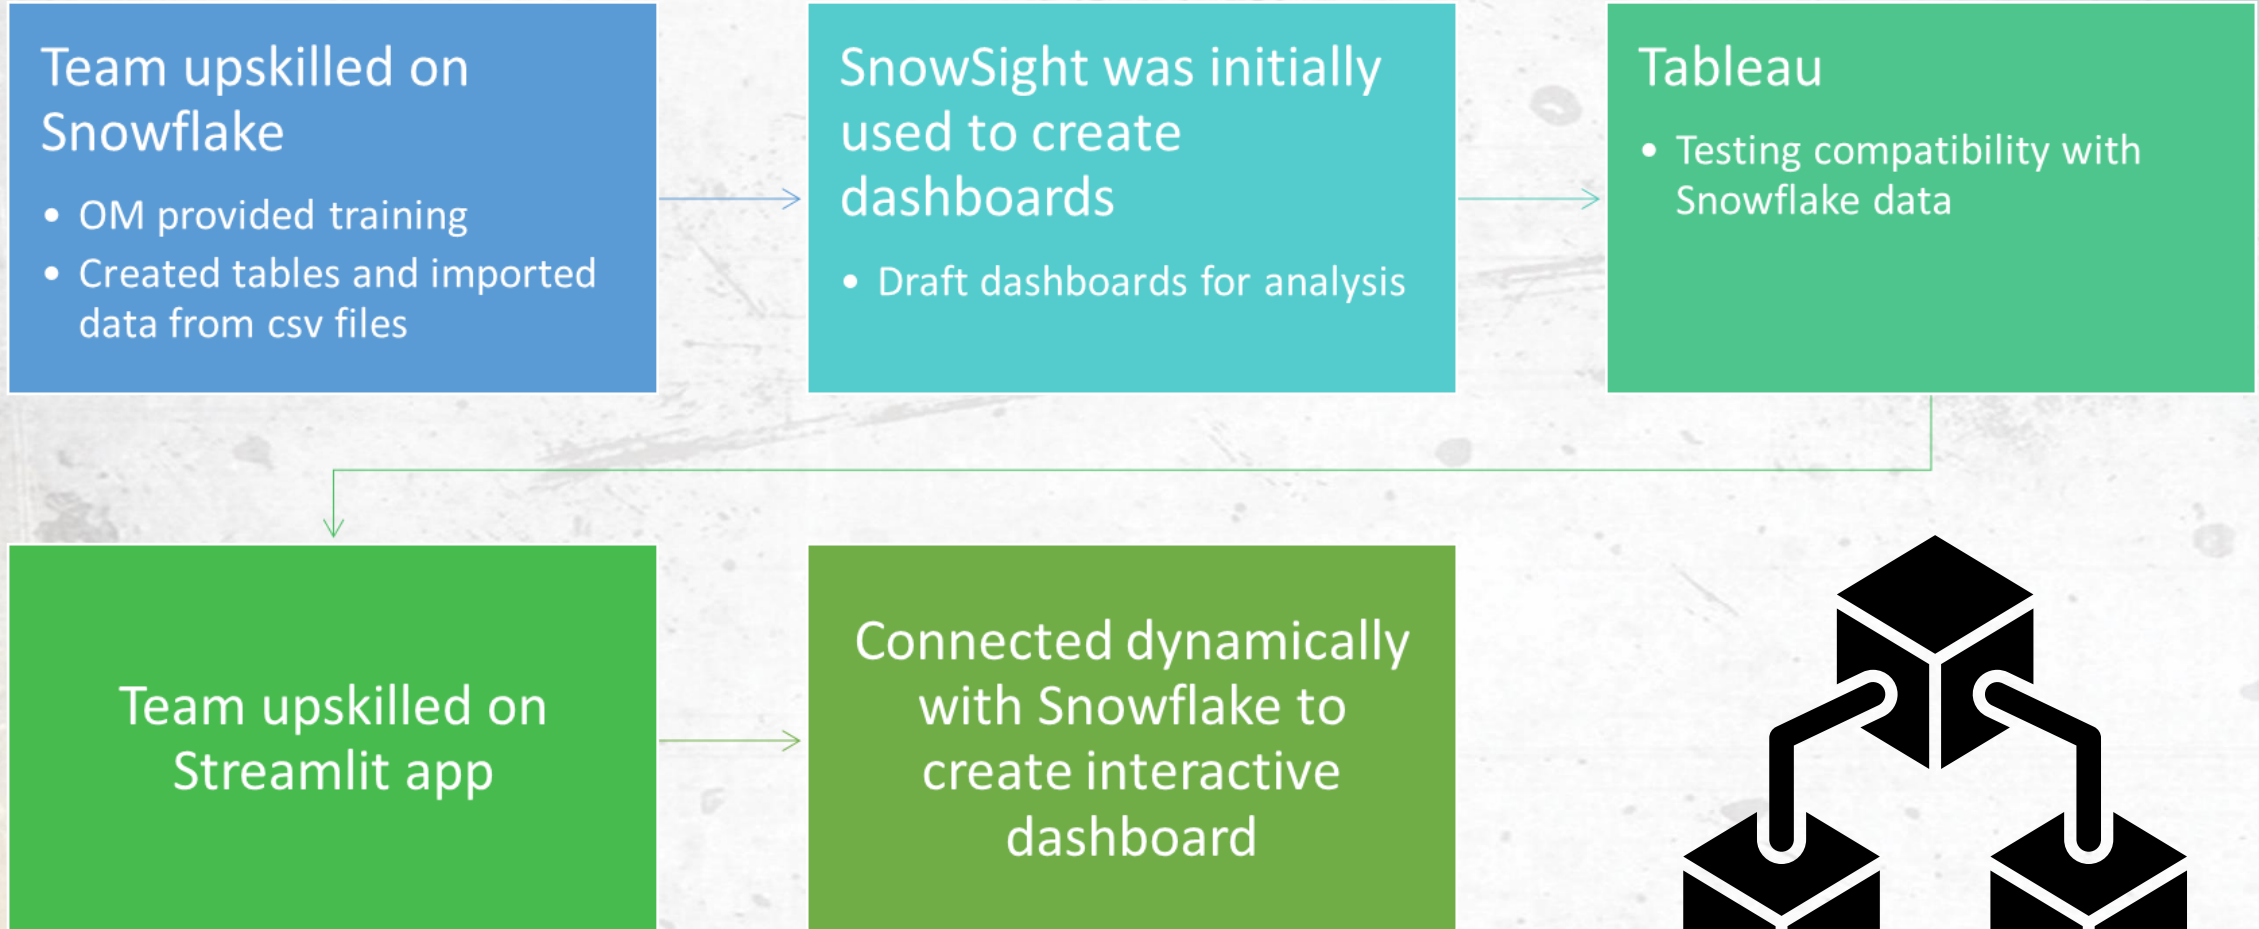 Team upskilled on
Snowflake
• OM provided training
• Created tables and imported
data from csv files
SnowSight was initially
used to create
dashboards
• Draft dashboards for analysis
Tableau
• Testing compatibility with
Snowflake data
Team upskilled on
Streamlit app
Connected dynamically
with Snowflake to
create interactive
dashboard